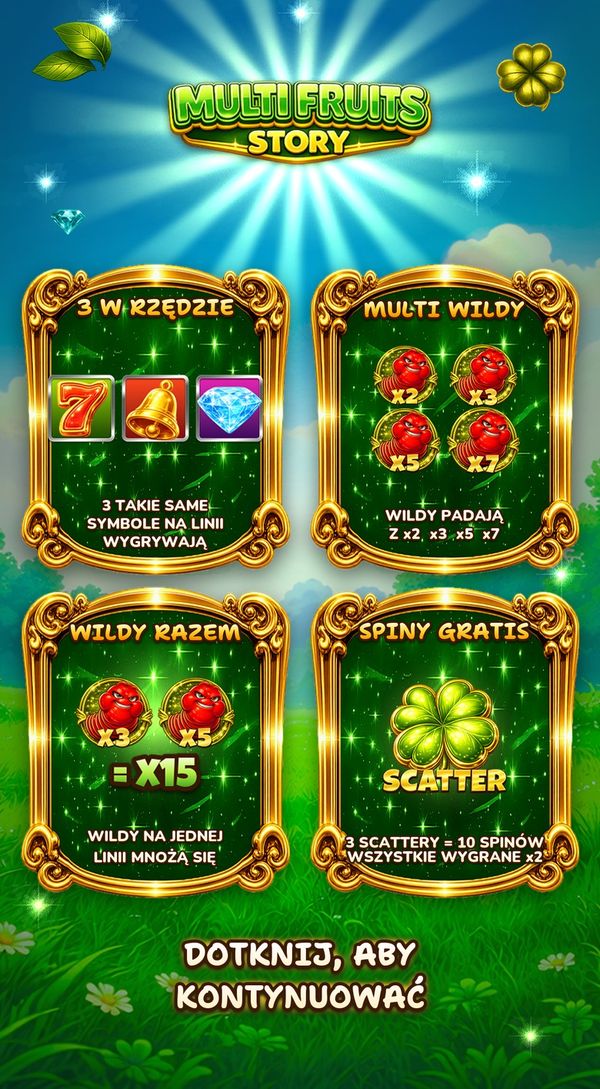 MULTI FRUITS
STORY
3 W RZĘDZIE
3 TAKIE SAME
SYMBOLE NA LINII
WYGRYWAJĄ
MULTI WILDY
X2 X3
X5 X7
WILDY PADAJĄ
Z x2, x3 x5 x7
WILDY RAZEM
X3 X5
= X15
WILDY NA JEDNEJ
LINII MNOŻĄ SIĘ
SPINY GRATIS
SCATTER
3 SCATTERY = 10 SPINÓW
WSZYSTKIE WYGRANE x2
DOTKNIJ, ABY
KONTYNUOWAĆ